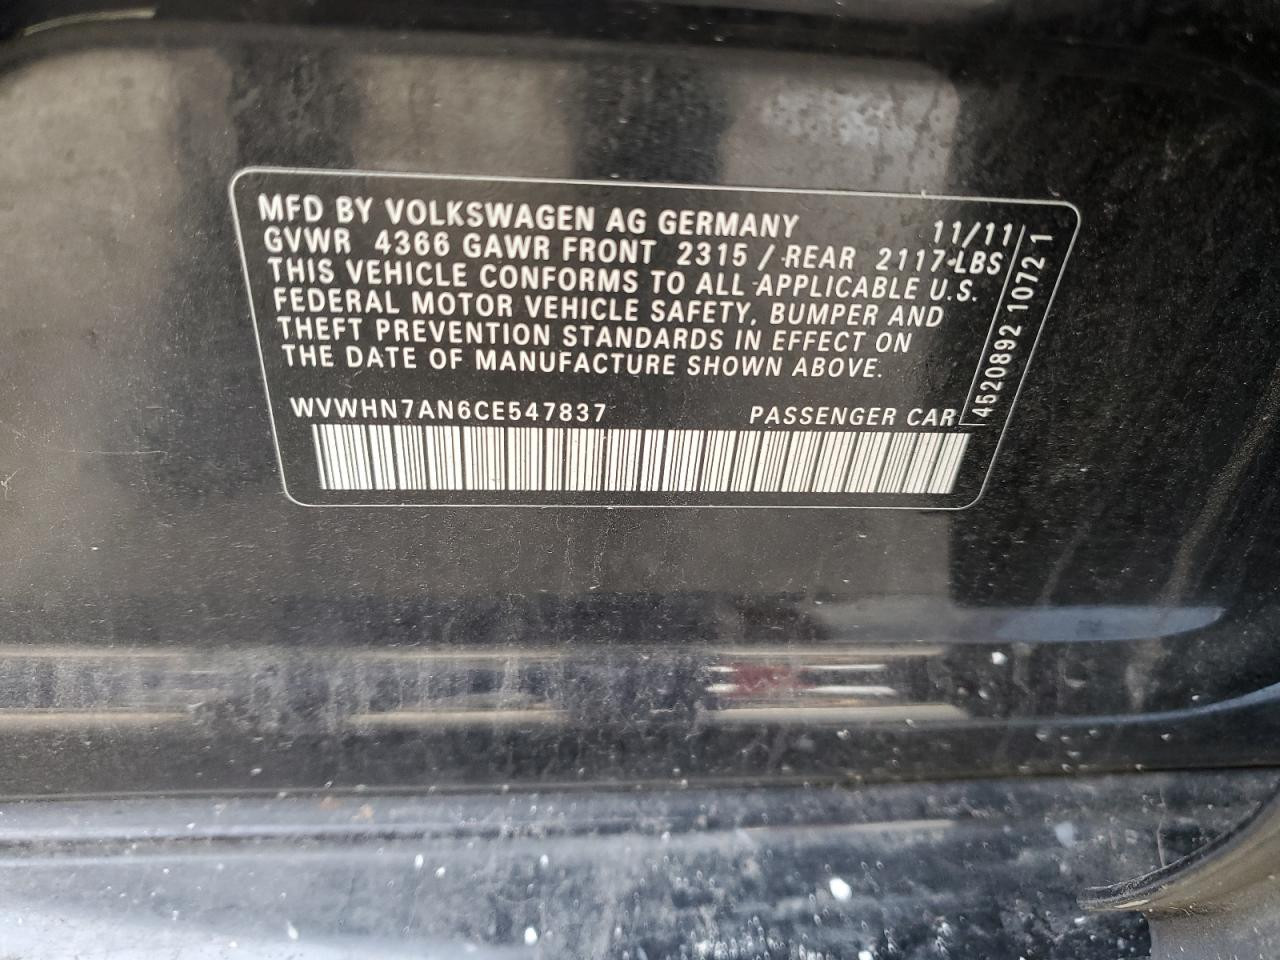 MFD BY VOLKSWAGEN AG GERMANY 11/11
GVWR 4366 GAWR FRONT 2315 / REAR 2117 LBS
THIS VEHICLE CONFORMS TO ALL APPLICABLE U.S.
FEDERAL MOTOR VEHICLE SAFETY, BUMPER AND
THEFT PREVENTION STANDARDS IN EFFECT ON
THE DATE OF MANUFACTURE SHOWN ABOVE.
WVWHN7AN6CE547837 PASSENGER CAR
4520892 1072 1